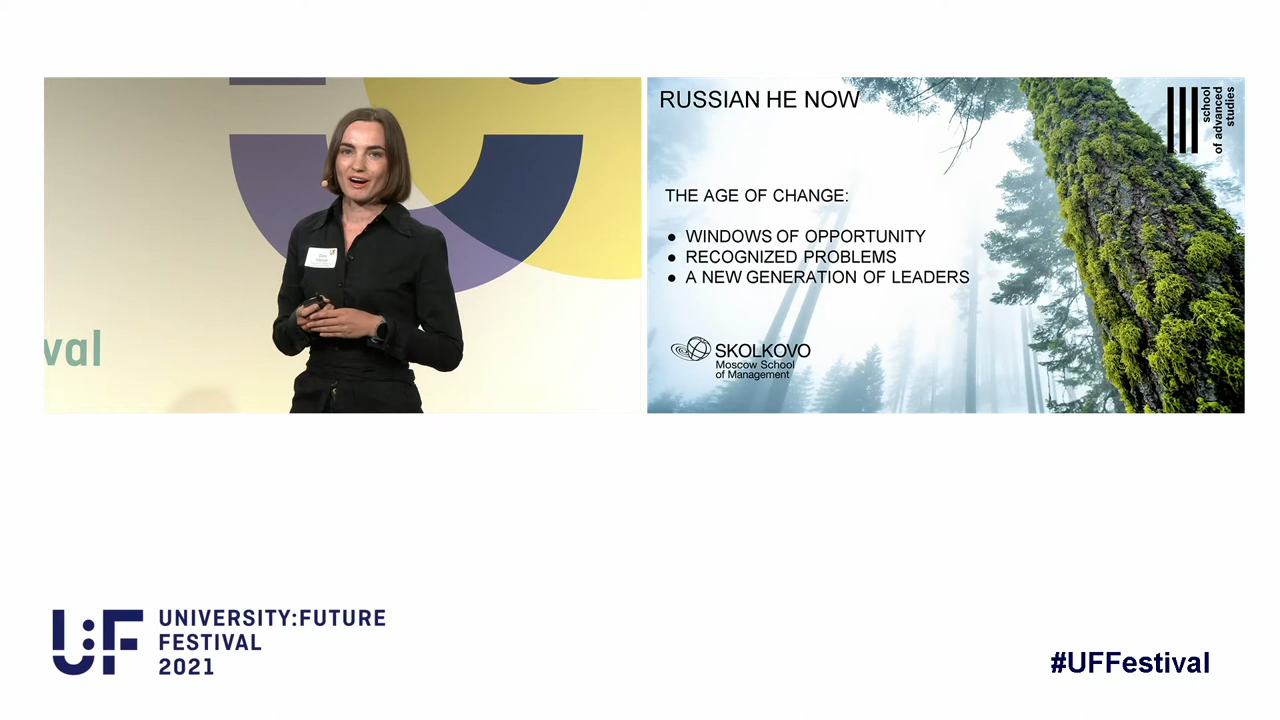 val
RUSSIAN HE NOW
school
of advanced
studies
THE AGE OF CHANGE:
● WINDOWS OF OPPORTUNITY
● RECOGNIZED PROBLEMS
● A NEW GENERATION OF LEADERS
SKOLKOVO
Moscow School
of Management
U:F
UNIVERSITY:FUTURE
FESTIVAL
2021
#UFFestival